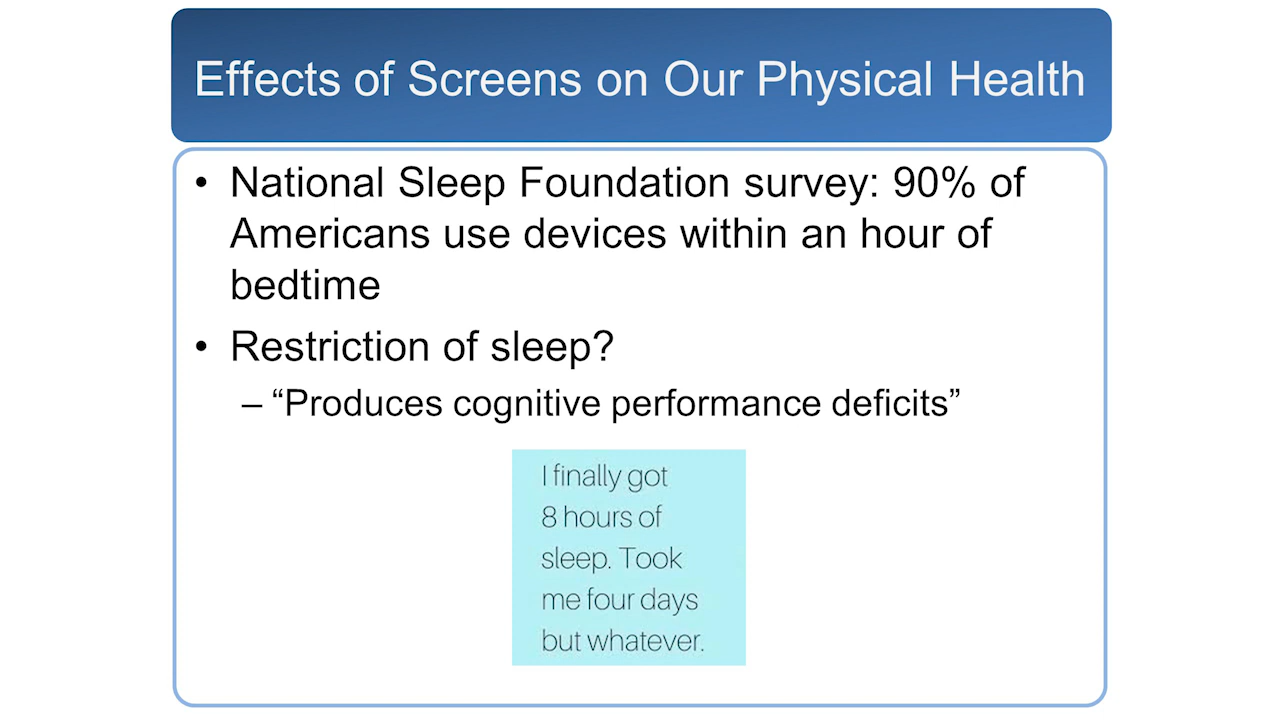 Effects of Screens on Our Physical Health
• National Sleep Foundation survey: 90% of
Americans use devices within an hour of
bedtime
• Restriction of sleep?
– “Produces cognitive performance deficits”
I finally got
8 hours of
sleep. Took
me four days
but whatever.